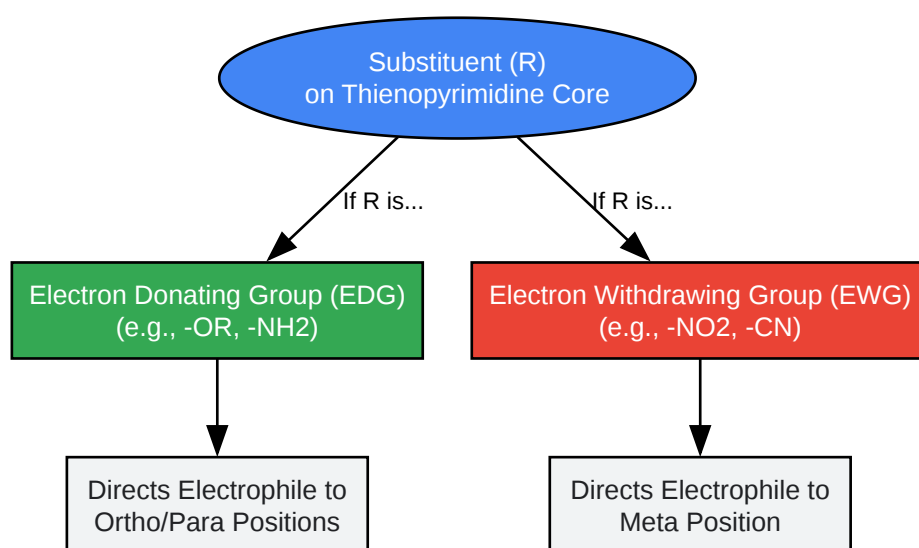 Substituent (R)
on Thienopyrimidine Core
If R is...
If R is...
Electron Donating Group (EDG)
(e.g., -OR, -NH2)
Electron Withdrawing Group (EWG)
(e.g., -NO2, -CN)
Directs Electrophile to
Ortho/Para Positions
Directs Electrophile to
Meta Position